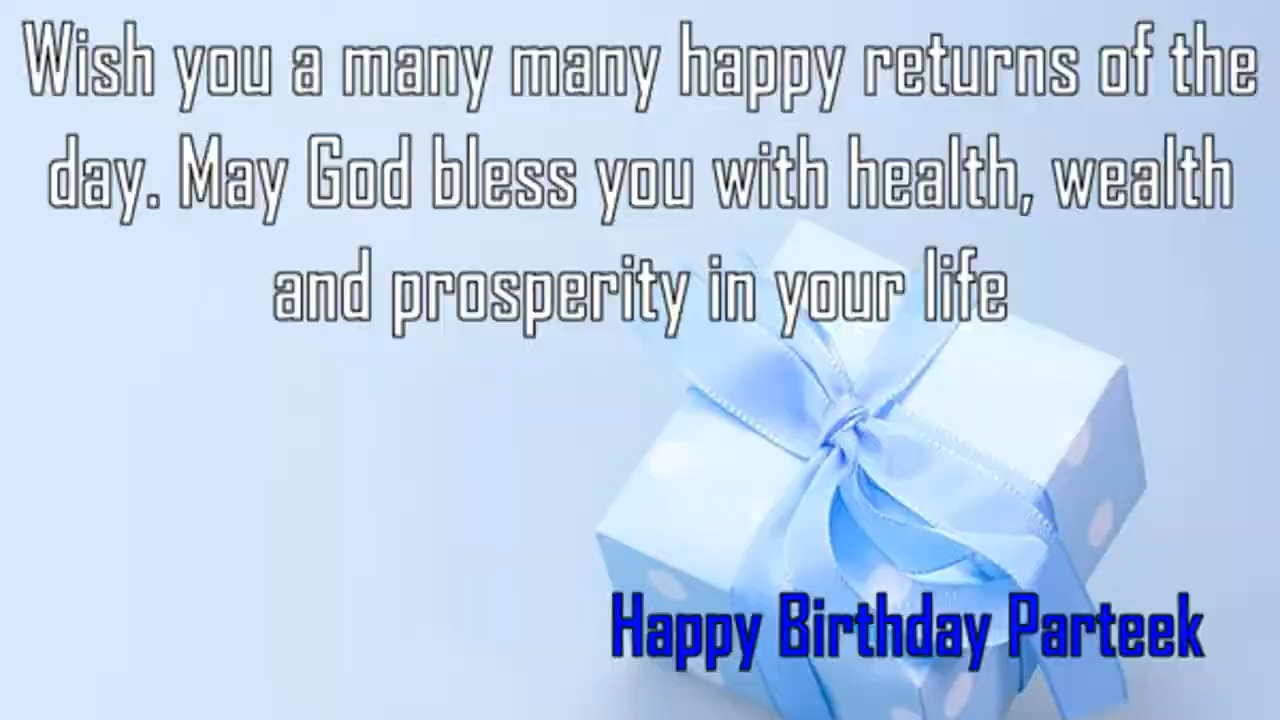 Wish you a many many happy returns of the
day. May God bless you with health, wealth
and prosperity in your life
Happy Birthday Parteek